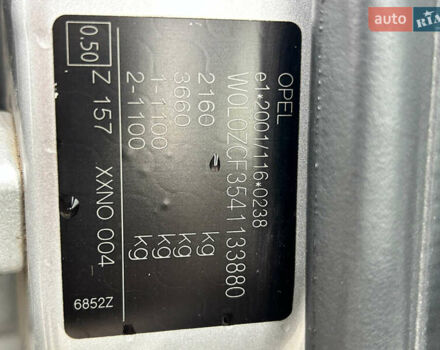 OPEL
e1*2001/116*0238
W0L0ZCF3541133880
2160 kg
3660 kg
1-1100 kg
2-1100 kg
0.50
Z 157 XXNO 004
6852Z
auto RIA